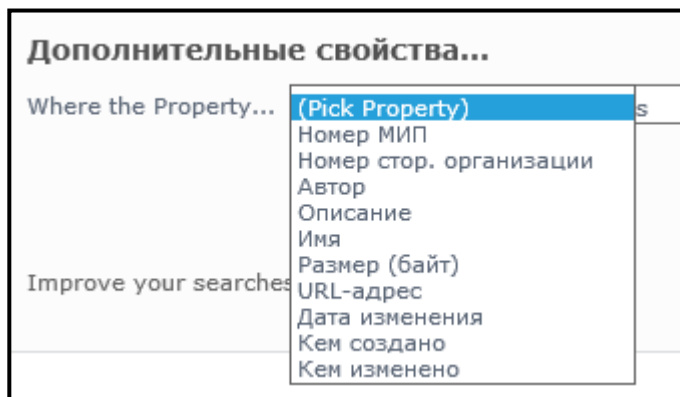 Дополнительные свойства...
Where the Property... (Pick Property) s
Номер МИП
Номер стор. организации
Автор
Описание
Имя
Размер (байт)
Improve your searches
URL-адрес
Дата изменения
Кем создано
Кем изменено